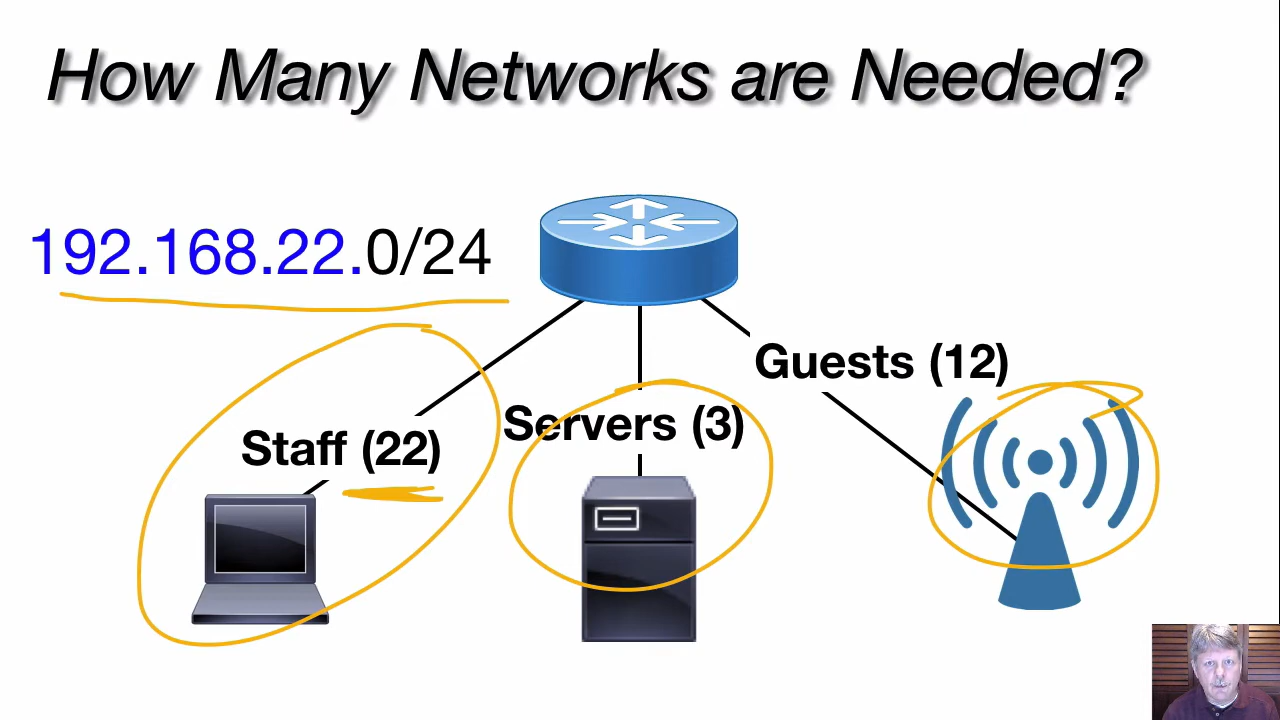 How Many Networks are Needed?
192.168.22.0/24
Guests (12)
Servers (3)
Staff (22)